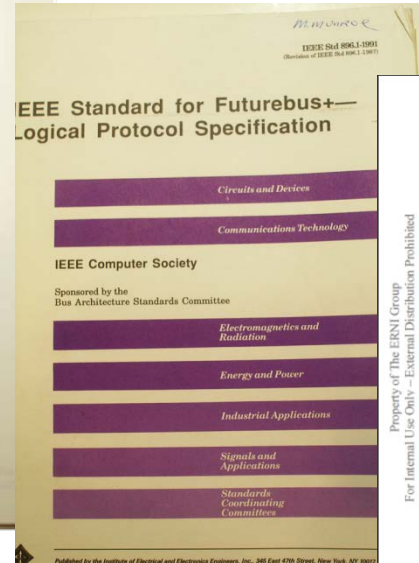 M MUNROE
IEEE Std 896.1-1991
(Revision of IEEE Std 896.1-1987)
IEEE Standard for Futurebus+—
Logical Protocol Specification
Circuits and Devices
Communications Technology
IEEE Computer Society
Sponsored by the
Bus Architecture Standards Committee
Electromagnetics and
Radiation
Energy and Power
Industrial Applications
Signals and
Applications
Standards
Coordinating
Committees
Published by the Institute of Electrical and Electronics Engineers, Inc., 345 East 47th Street, New York, NY 10017
Property of The ERNI Group
For Internal Use Only – External Distribution Prohibited